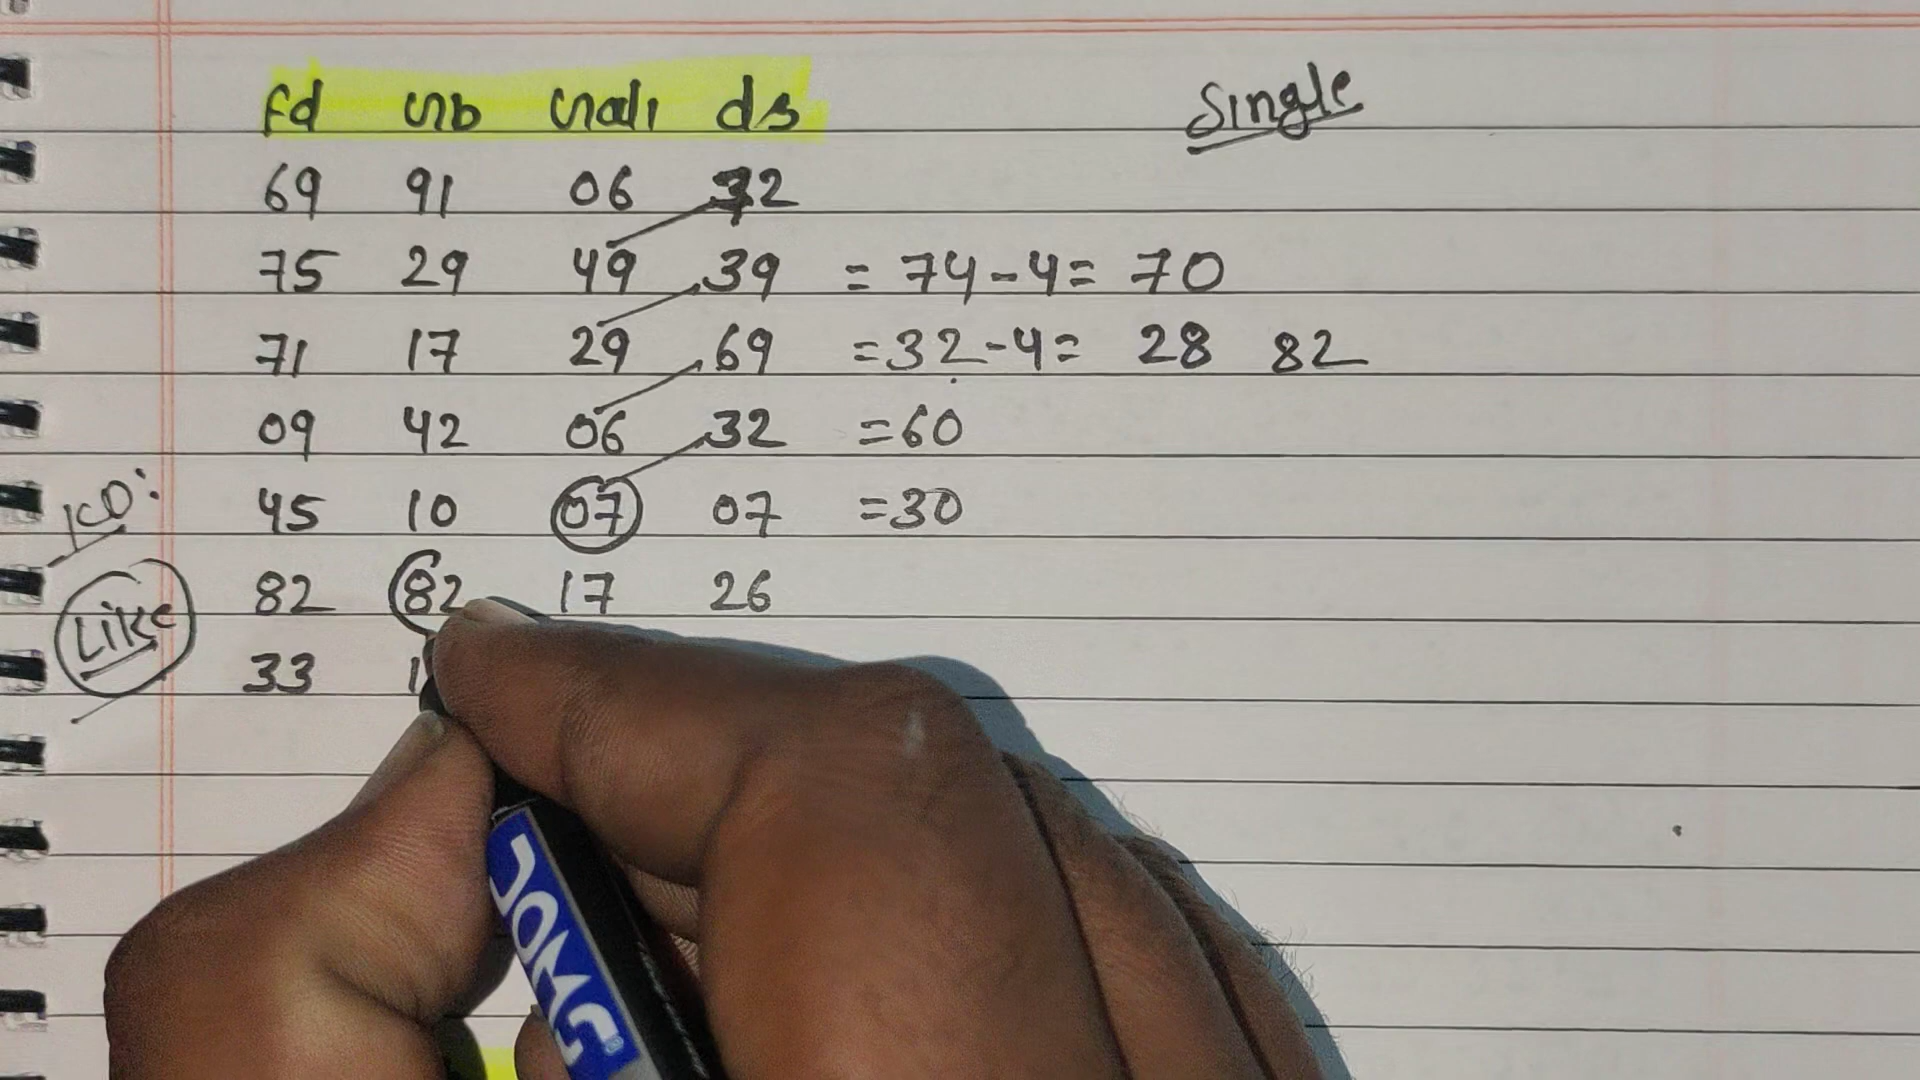 fd Gb Gali ds Single
69 91 06 32
75 29 49 39 = 74-4= 70
71 17 29 69 =32-4= 28 82
09 42 06 32 =60
45 10 07 07 =30
82 82 17 26
Like
33
DOMS